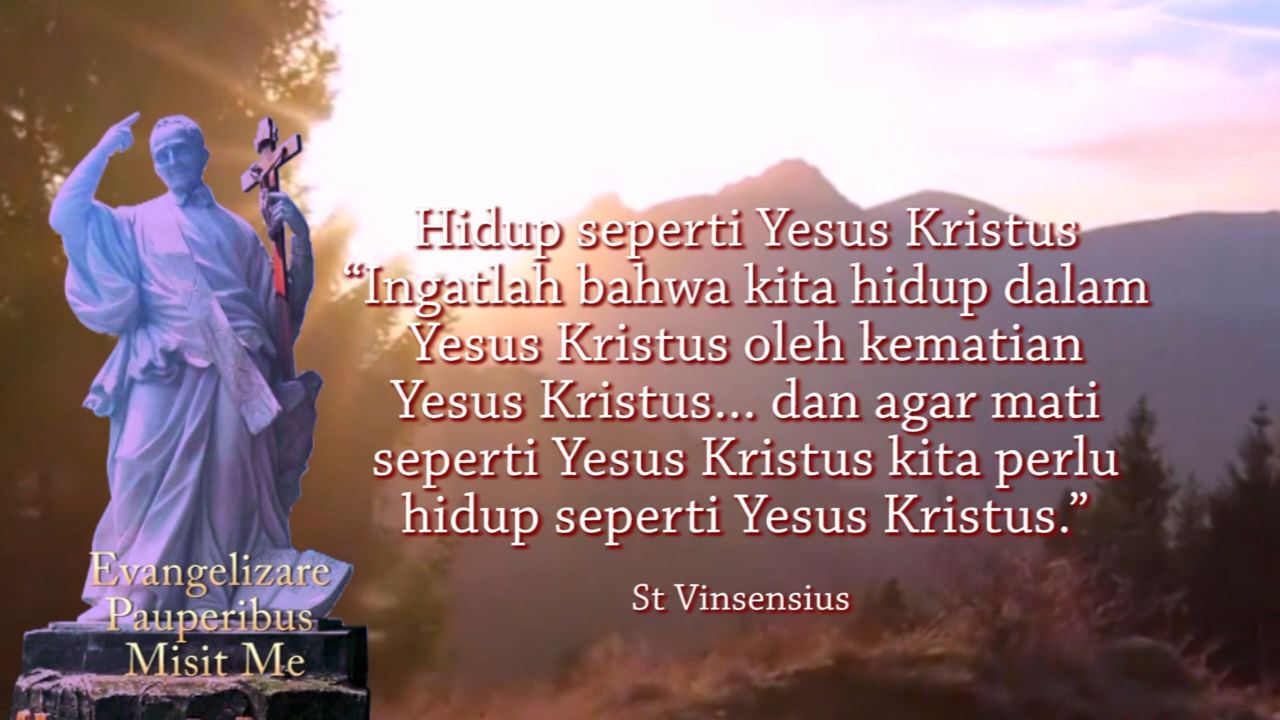 Hidup seperti Yesus Kristus
“Ingatlah bahwa kita hidup dalam
Yesus Kristus oleh kematian
Yesus Kristus... dan agar mati
seperti Yesus Kristus kita perlu
hidup seperti Yesus Kristus.”
St Vinsensius
Evangelizare
Pauperibus
Misit Me